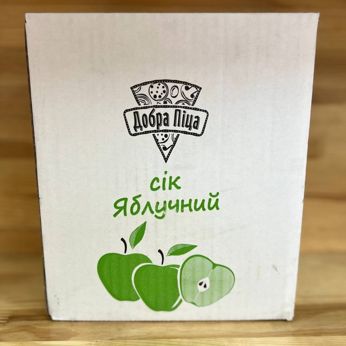 Добра Піца
сік
Яблучний